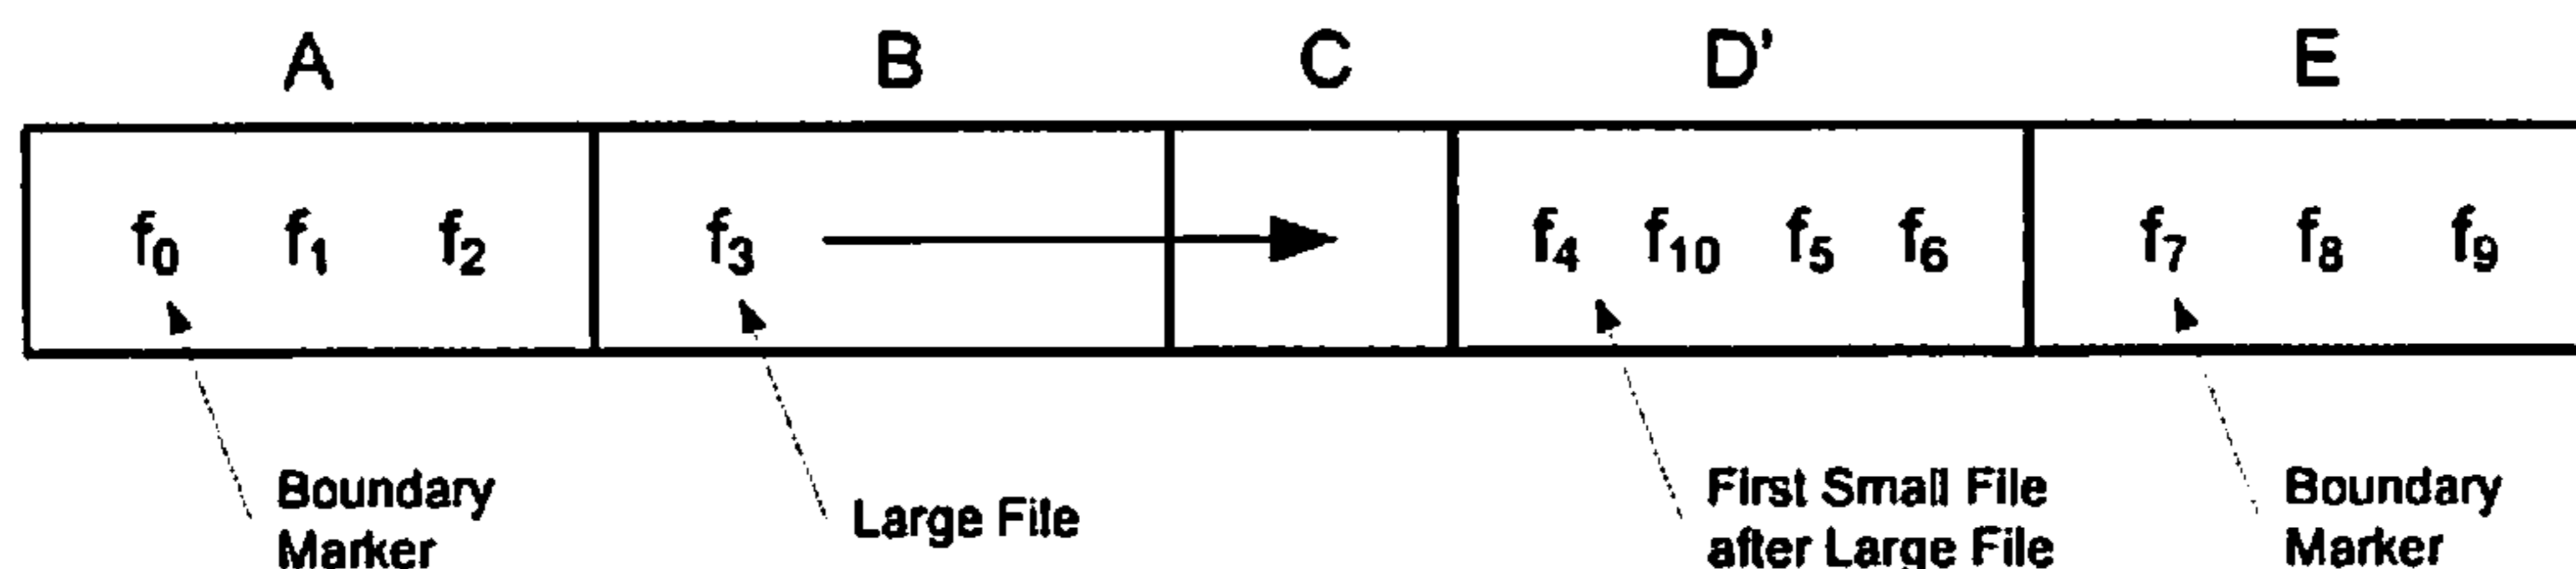 A B C D' E
f₀ f₁ f₂ f₃ f₄ f₁₀ f₅ f₆ f₇ f₈ f₉
Boundary
Marker
Large File
First Small File
after Large File
Boundary
Marker